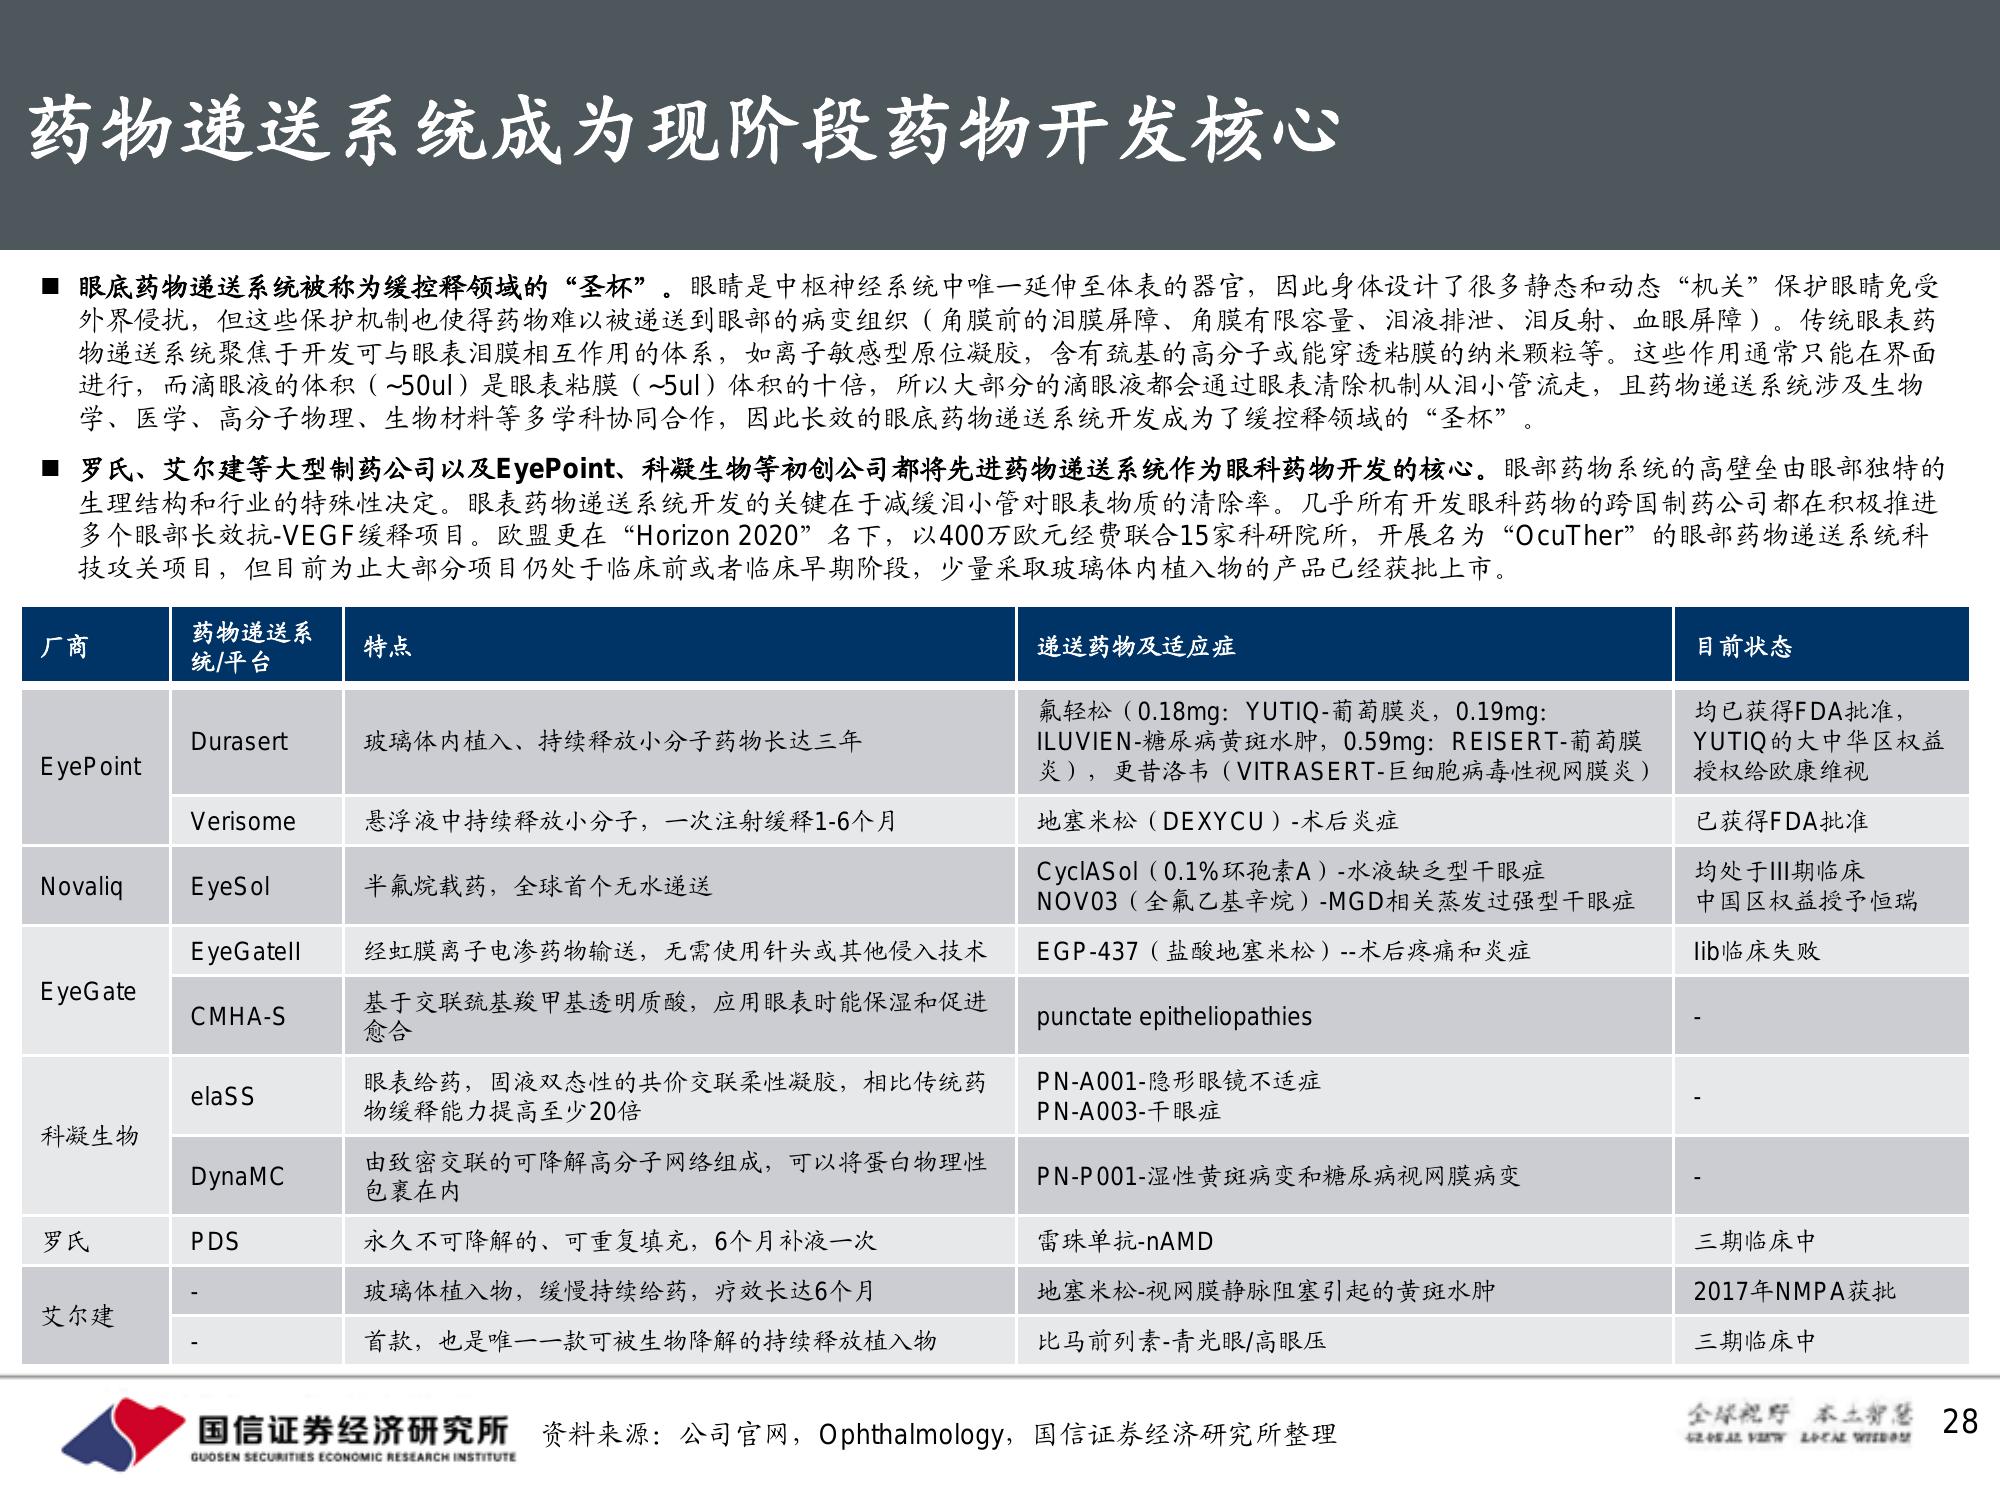 药物递送系统成为现阶段药物开发核心
■ 眼底药物递送系统被称为缓控释领域的“圣杯”。眼睛是中枢神经系统中唯一延伸至体表的器官，因此身体设计了很多静态和动态“机关”保护眼睛免受
外界侵扰，但这些保护机制也使得药物难以被递送到眼部的病变组织（角膜前的泪膜屏障、角膜有限容量、泪液排泄、泪反射、血眼屏障）。传统眼表药
物递送系统聚焦于开发可与眼表泪膜相互作用的体系，如离子敏感型原位凝胶，含有巯基的高分子或能穿透粘膜的纳米颗粒等。这些作用通常只能在界面
进行，而滴眼液的体积（~50ul）是眼表粘膜（~5ul）体积的十倍，所以大部分的滴眼液都会通过眼表清除机制从泪小管流走，且药物递送系统涉及生物
学、医学、高分子物理、生物材料等多学科协同合作，因此长效的眼底药物递送系统开发成为了缓控释领域的“圣杯”。
■ 罗氏、艾尔建等大型制药公司以及EyePoint、科凝生物等初创公司都将先进药物递送系统作为眼科药物开发的核心。眼部药物系统的高壁垒由眼部独特的
生理结构和行业的特殊性决定。眼表药物递送系统开发的关键在于减缓泪小管对眼表物质的清除率。几乎所有开发眼科药物的跨国制药公司都在积极推进
多个眼部长效抗-VEGF缓释项目。欧盟更在“Horizon 2020”名下，以400万欧元经费联合15家科研院所，开展名为“OcuTher”的眼部药物递送系统科
技攻关项目，但目前为止大部分项目仍处于临床前或者临床早期阶段，少量采取玻璃体内植入物的产品已经获批上市。
厂商
药物递送系
统/平台
特点
递送药物及适应症
目前状态
EyePoint
Durasert
玻璃体内植入、持续释放小分子药物长达三年
氟轻松（0.18mg：YUTIQ-葡萄膜炎，0.19mg：
ILUVIEN-糖尿病黄斑水肿，0.59mg：REISERT-葡萄膜
炎），更昔洛韦（VITRASERT-巨细胞病毒性视网膜炎）
均已获得FDA批准，
YUTIQ的大中华区权益
授权给欧康维视
Verisome
悬浮液中持续释放小分子，一次注射缓释1-6个月
地塞米松（DEXYCU）-术后炎症
已获得FDA批准
Novaliq
EyeSol
半氟烷载药，全球首个无水递送
CyclASol（0.1%环孢素A）-水液缺乏型干眼症
NOV03（全氟乙基辛烷）-MGD相关蒸发过强型干眼症
均处于III期临床
中国区权益授予恒瑞
EyeGate
EyeGateII
经虹膜离子电渗药物输送，无需使用针头或其他侵入技术
EGP-437（盐酸地塞米松）--术后疼痛和炎症
Iib临床失败
CMHA-S
基于交联巯基羧甲基透明质酸，应用眼表时能保湿和促进
愈合
punctate epitheliopathies
-
科凝生物
elaSS
眼表给药，固液双态性的共价交联柔性凝胶，相比传统药
物缓释能力提高至少20倍
PN-A001-隐形眼镜不适症
PN-A003-干眼症
-
DynaMC
由致密交联的可降解高分子网络组成，可以将蛋白物理性
包裹在内
PN-P001-湿性黄斑病变和糖尿病视网膜病变
-
罗氏
PDS
永久不可降解的、可重复填充，6个月补液一次
雷珠单抗-nAMD
三期临床中
艾尔建
-
玻璃体植入物，缓慢持续给药，疗效长达6个月
地塞米松-视网膜静脉阻塞引起的黄斑水肿
2017年NMPA获批
-
首款，也是唯一一款可被生物降解的持续释放植入物
比马前列素-青光眼/高眼压
三期临床中
国信证券经济研究所
GUOSEN SECURITIES ECONOMIC RESEARCH INSTITUTE
资料来源：公司官网，Ophthalmology，国信证券经济研究所整理
全球视野 本土智慧
GLOBAL VIEW LOCAL WISDOM
28